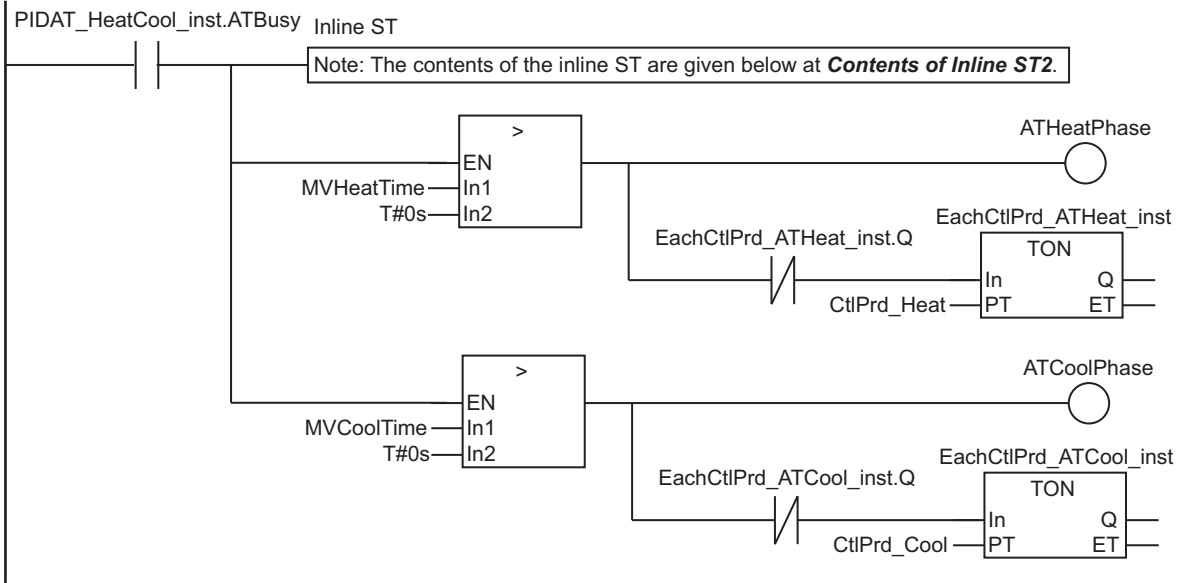 PIDAT_HeatCool_inst.ATBusy
Inline ST
Note: The contents of the inline ST are given below at Contents of Inline ST2.
>
EN
MVHeatTime
In1
T#0s
In2
ATHeatPhase
EachCtlPrd_ATHeat_inst.Q
EachCtlPrd_ATHeat_inst
TON
In
Q
CtlPrd_Heat
PT
ET
>
EN
MVCoolTime
In1
T#0s
In2
ATCoolPhase
EachCtlPrd_ATCool_inst.Q
EachCtlPrd_ATCool_inst
TON
In
Q
CtlPrd_Cool
PT
ET